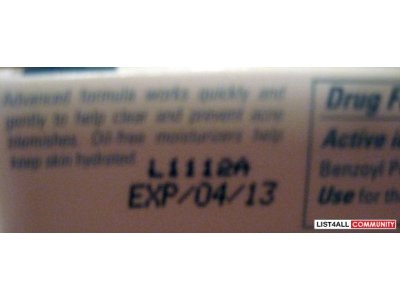 Advanced formula works quickly and
gently to help clear and prevent acne
blemishes. Oil-free moisturizers help
keep skin hydrated.
L1112A
EXP/04/13
Drug F
Active i
Benzoyl P
Use for th
LIST4ALL COMMUNITY